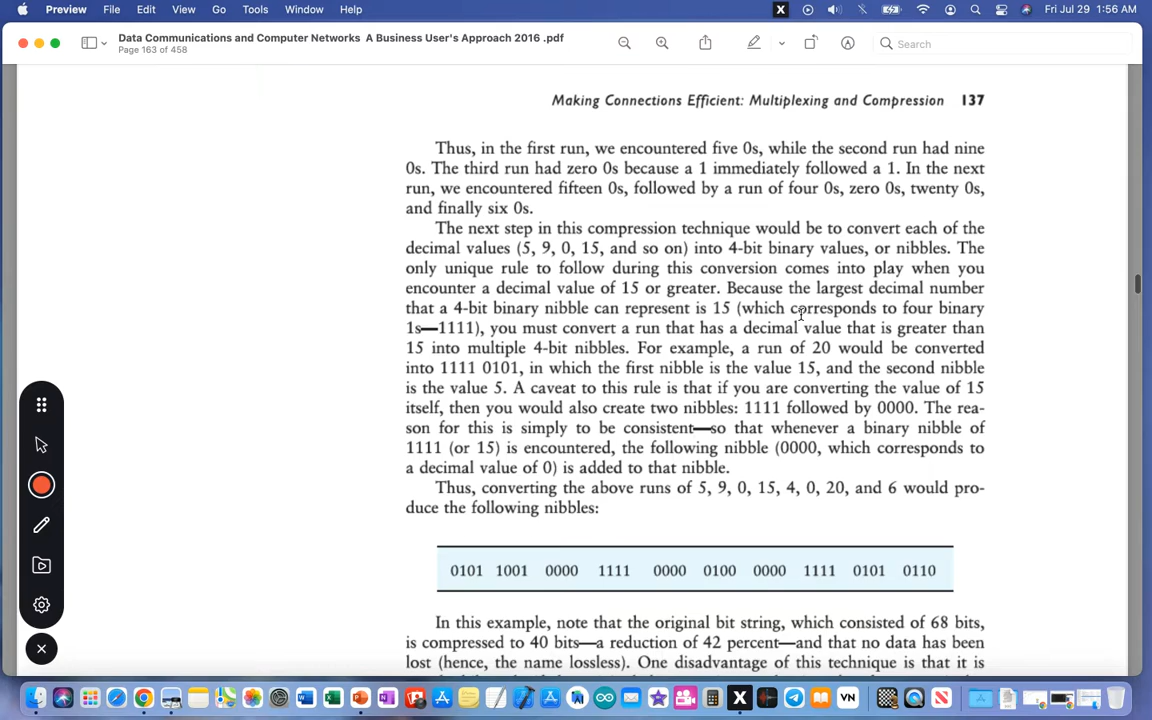 Preview File Edit View Go Tools Window Help Fri Jul 29 1:56 AM
Data Communications and Computer Networks A Business User's Approach 2016 .pdf
Page 163 of 458
Search
Making Connections Efficient: Multiplexing and Compression 137
Thus, in the first run, we encountered five 0s, while the second run had nine
0s. The third run had zero 0s because a 1 immediately followed a 1. In the next
run, we encountered fifteen 0s, followed by a run of four 0s, zero 0s, twenty 0s,
and finally six 0s.
The next step in this compression technique would be to convert each of the
decimal values (5, 9, 0, 15, and so on) into 4-bit binary values, or nibbles. The
only unique rule to follow during this conversion comes into play when you
encounter a decimal value of 15 or greater. Because the largest decimal number
that a 4-bit binary nibble can represent is 15 (which corresponds to four binary
1s—1111), you must convert a run that has a decimal value that is greater than
15 into multiple 4-bit nibbles. For example, a run of 20 would be converted
into 1111 0101, in which the first nibble is the value 15, and the second nibble
is the value 5. A caveat to this rule is that if you are converting the value of 15
itself, then you would also create two nibbles: 1111 followed by 0000. The rea-
son for this is simply to be consistent—so that whenever a binary nibble of
1111 (or 15) is encountered, the following nibble (0000, which corresponds to
a decimal value of 0) is added to that nibble.
Thus, converting the above runs of 5, 9, 0, 15, 4, 0, 20, and 6 would pro-
duce the following nibbles:
0101 1001 0000 1111 0000 0100 0000 1111 0101 0110
In this example, note that the original bit string, which consisted of 68 bits,
is compressed to 40 bits—a reduction of 42 percent—and that no data has been
lost (hence, the name lossless). One disadvantage of this technique is that it is
VN